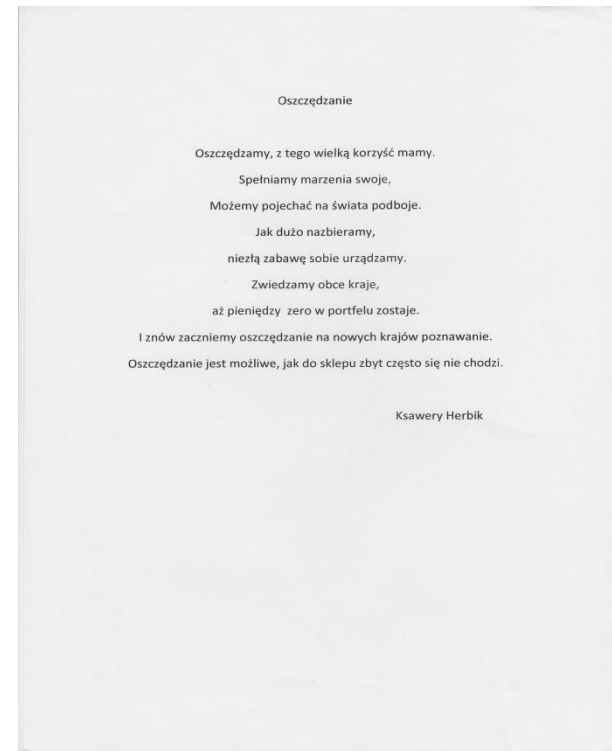 Oszczędzanie
Oszczędzamy, z tego wielką korzyść mamy.
Spełniamy marzenia swoje,
Możemy pojechać na świata podboje.
Jak dużo nazbieramy,
niezłą zabawę sobie urządzamy.
Zwiedzamy obce kraje,
aż pieniędzy  zero w portfelu zostaje.
I znów zaczniemy oszczędzanie na nowych krajów poznawanie.
Oszczędzanie jest możliwe, jak do sklepu zbyt często się nie chodzi.
Ksawery Herbik